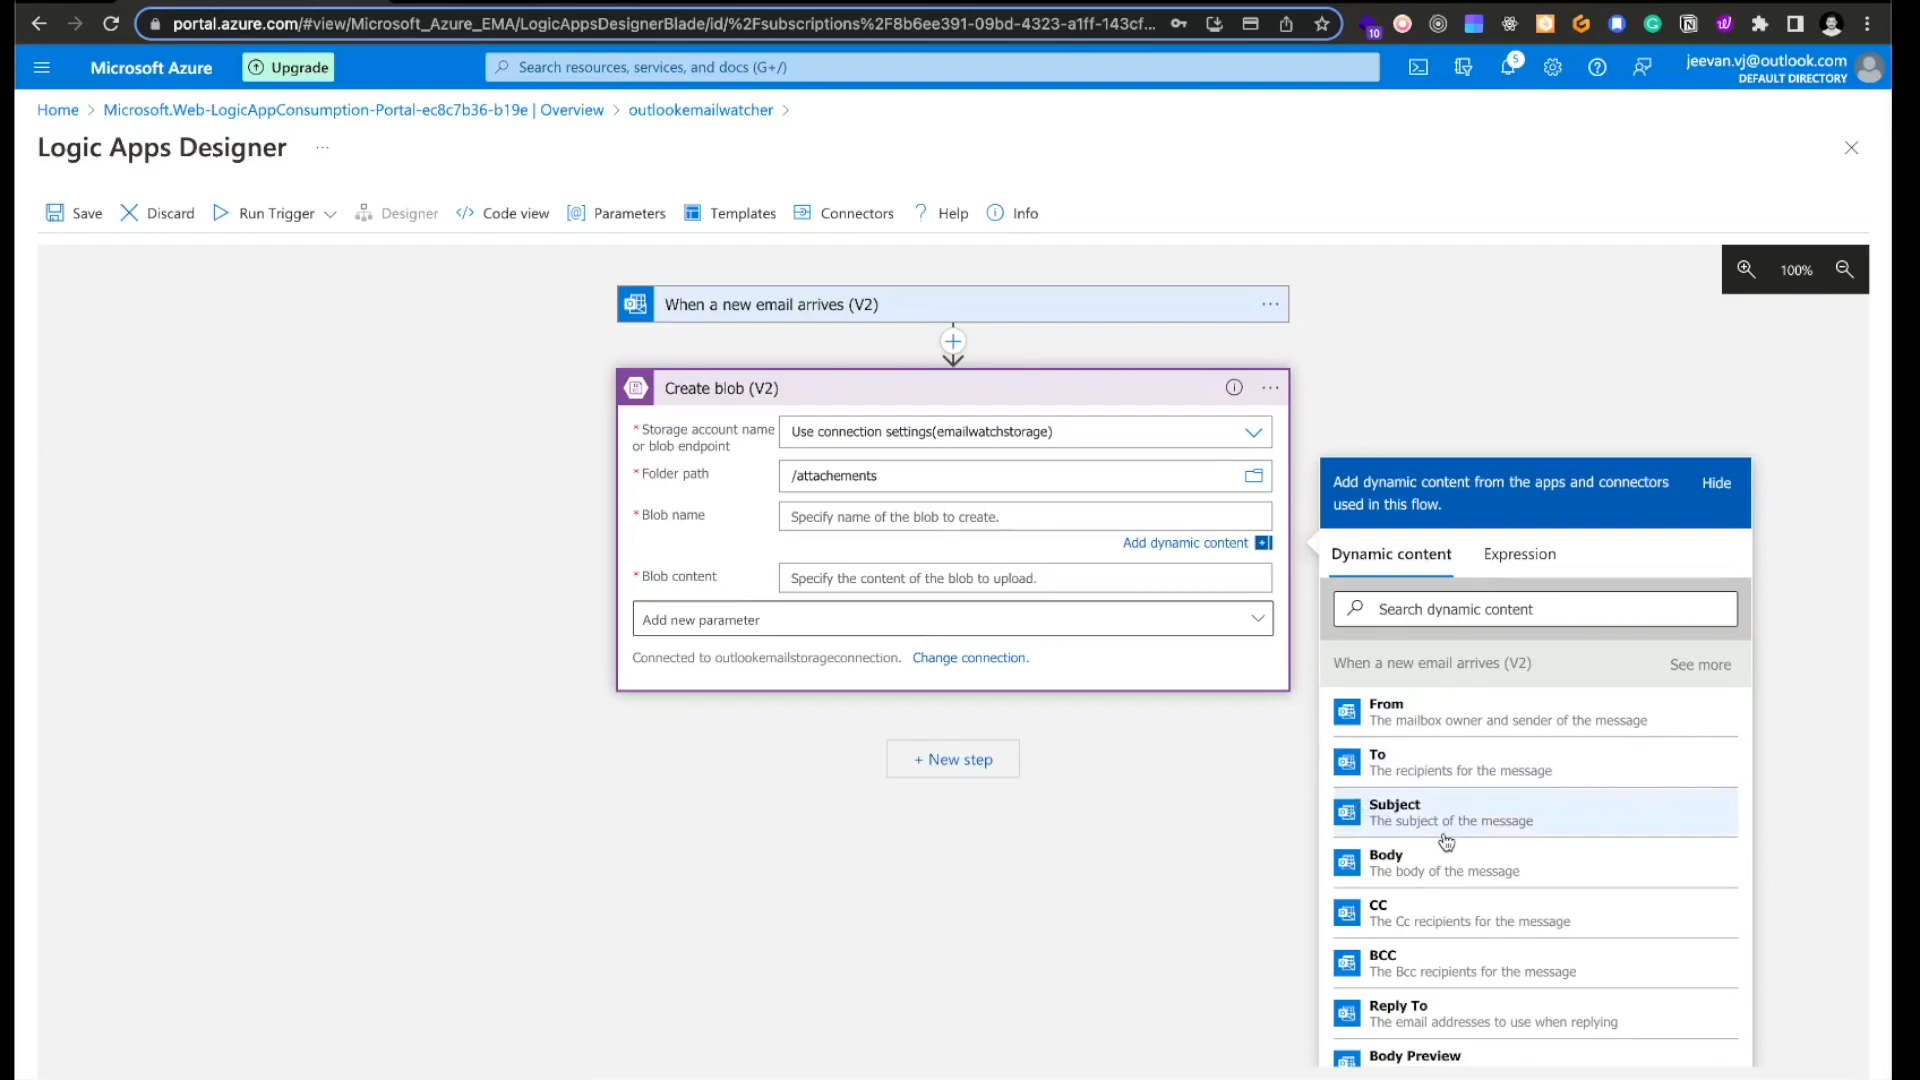 portal.azure.com/#view/Microsoft_Azure_EMA/LogicAppsDesignerBlade/id/%2Fsubscriptions%2F8b6ee391-09bd-4323-a1ff-143cf...
10
Microsoft Azure
Upgrade
Search resources, services, and docs (G+/)
5
jeevan.vj@outlook.com
DEFAULT DIRECTORY
Home > Microsoft.Web-LogicAppConsumption-Portal-ec8c7b36-b19e | Overview > outlookemailwatcher >
Logic Apps Designer ...
Save Discard Run Trigger Designer Code view Parameters Templates Connectors Help Info
100%
When a new email arrives (V2)
Create blob (V2)
* Storage account name or blob endpoint
Use connection settings(emailwatchstorage)
* Folder path
/attachements
* Blob name
Specify name of the blob to create.
Add dynamic content
* Blob content
Specify the content of the blob to upload.
Add new parameter
Connected to outlookemailstorageconnection. Change connection.
+ New step
Add dynamic content from the apps and connectors used in this flow.
Hide
Dynamic content Expression
Search dynamic content
When a new email arrives (V2) See more
From
The mailbox owner and sender of the message
To
The recipients for the message
Subject
The subject of the message
Body
The body of the message
CC
The Cc recipients for the message
BCC
The Bcc recipients for the message
Reply To
The email addresses to use when replying
Body Preview